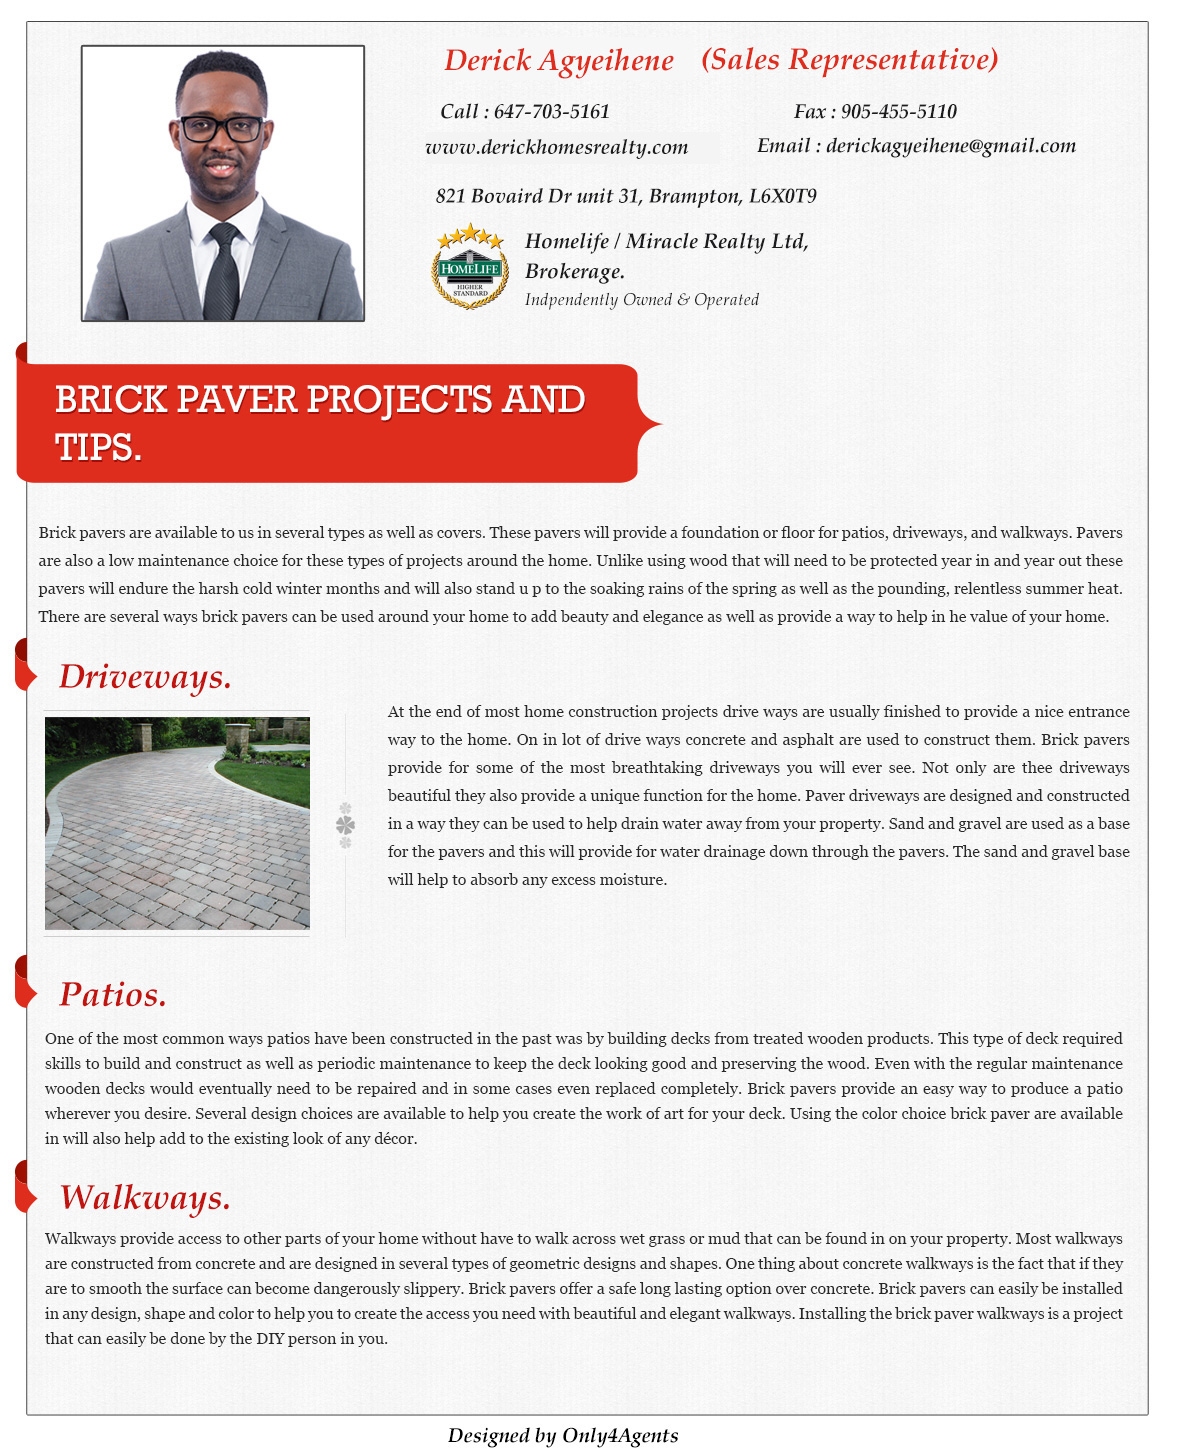 Derick Agyeihene (Sales Representative)
Call : 647-703-5161
Fax : 905-455-5110
www.derickhomesrealty.com
Email : derickagyeihene@gmail.com
821 Bovaird Dr unit 31, Brampton, L6X0T9
HOMELIFE
HIGHER
STANDARD
Homelife / Miracle Realty Ltd,
Brokerage.
Indpendently Owned & Operated
BRICK PAVER PROJECTS AND
TIPS.
Brick pavers are available to us in several types as well as covers. These pavers will provide a foundation or floor for patios, driveways, and walkways. Pavers
are also a low maintenance choice for these types of projects around the home. Unlike using wood that will need to be protected year in and year out these
pavers will endure the harsh cold winter months and will also stand u p to the soaking rains of the spring as well as the pounding, relentless summer heat.
There are several ways brick pavers can be used around your home to add beauty and elegance as well as provide a way to help in he value of your home.
Driveways.
At the end of most home construction projects drive ways are usually finished to provide a nice entrance
way to the home. On in lot of drive ways concrete and asphalt are used to construct them. Brick pavers
provide for some of the most breathtaking driveways you will ever see. Not only are thee driveways
beautiful they also provide a unique function for the home. Paver driveways are designed and constructed
in a way they can be used to help drain water away from your property. Sand and gravel are used as a base
for the pavers and this will provide for water drainage down through the pavers. The sand and gravel base
will help to absorb any excess moisture.
Patios.
One of the most common ways patios have been constructed in the past was by building decks from treated wooden products. This type of deck required
skills to build and construct as well as periodic maintenance to keep the deck looking good and preserving the wood. Even with the regular maintenance
wooden decks would eventually need to be repaired and in some cases even replaced completely. Brick pavers provide an easy way to produce a patio
wherever you desire. Several design choices are available to help you create the work of art for your deck. Using the color choice brick paver are available
in will also help add to the existing look of any décor.
Walkways.
Walkways provide access to other parts of your home without have to walk across wet grass or mud that can be found in on your property. Most walkways
are constructed from concrete and are designed in several types of geometric designs and shapes. One thing about concrete walkways is the fact that if they
are to smooth the surface can become dangerously slippery. Brick pavers offer a safe long lasting option over concrete. Brick pavers can easily be installed
in any design, shape and color to help you to create the access you need with beautiful and elegant walkways. Installing the brick paver walkways is a project
that can easily be done by the DIY person in you.
Designed by Only4Agents